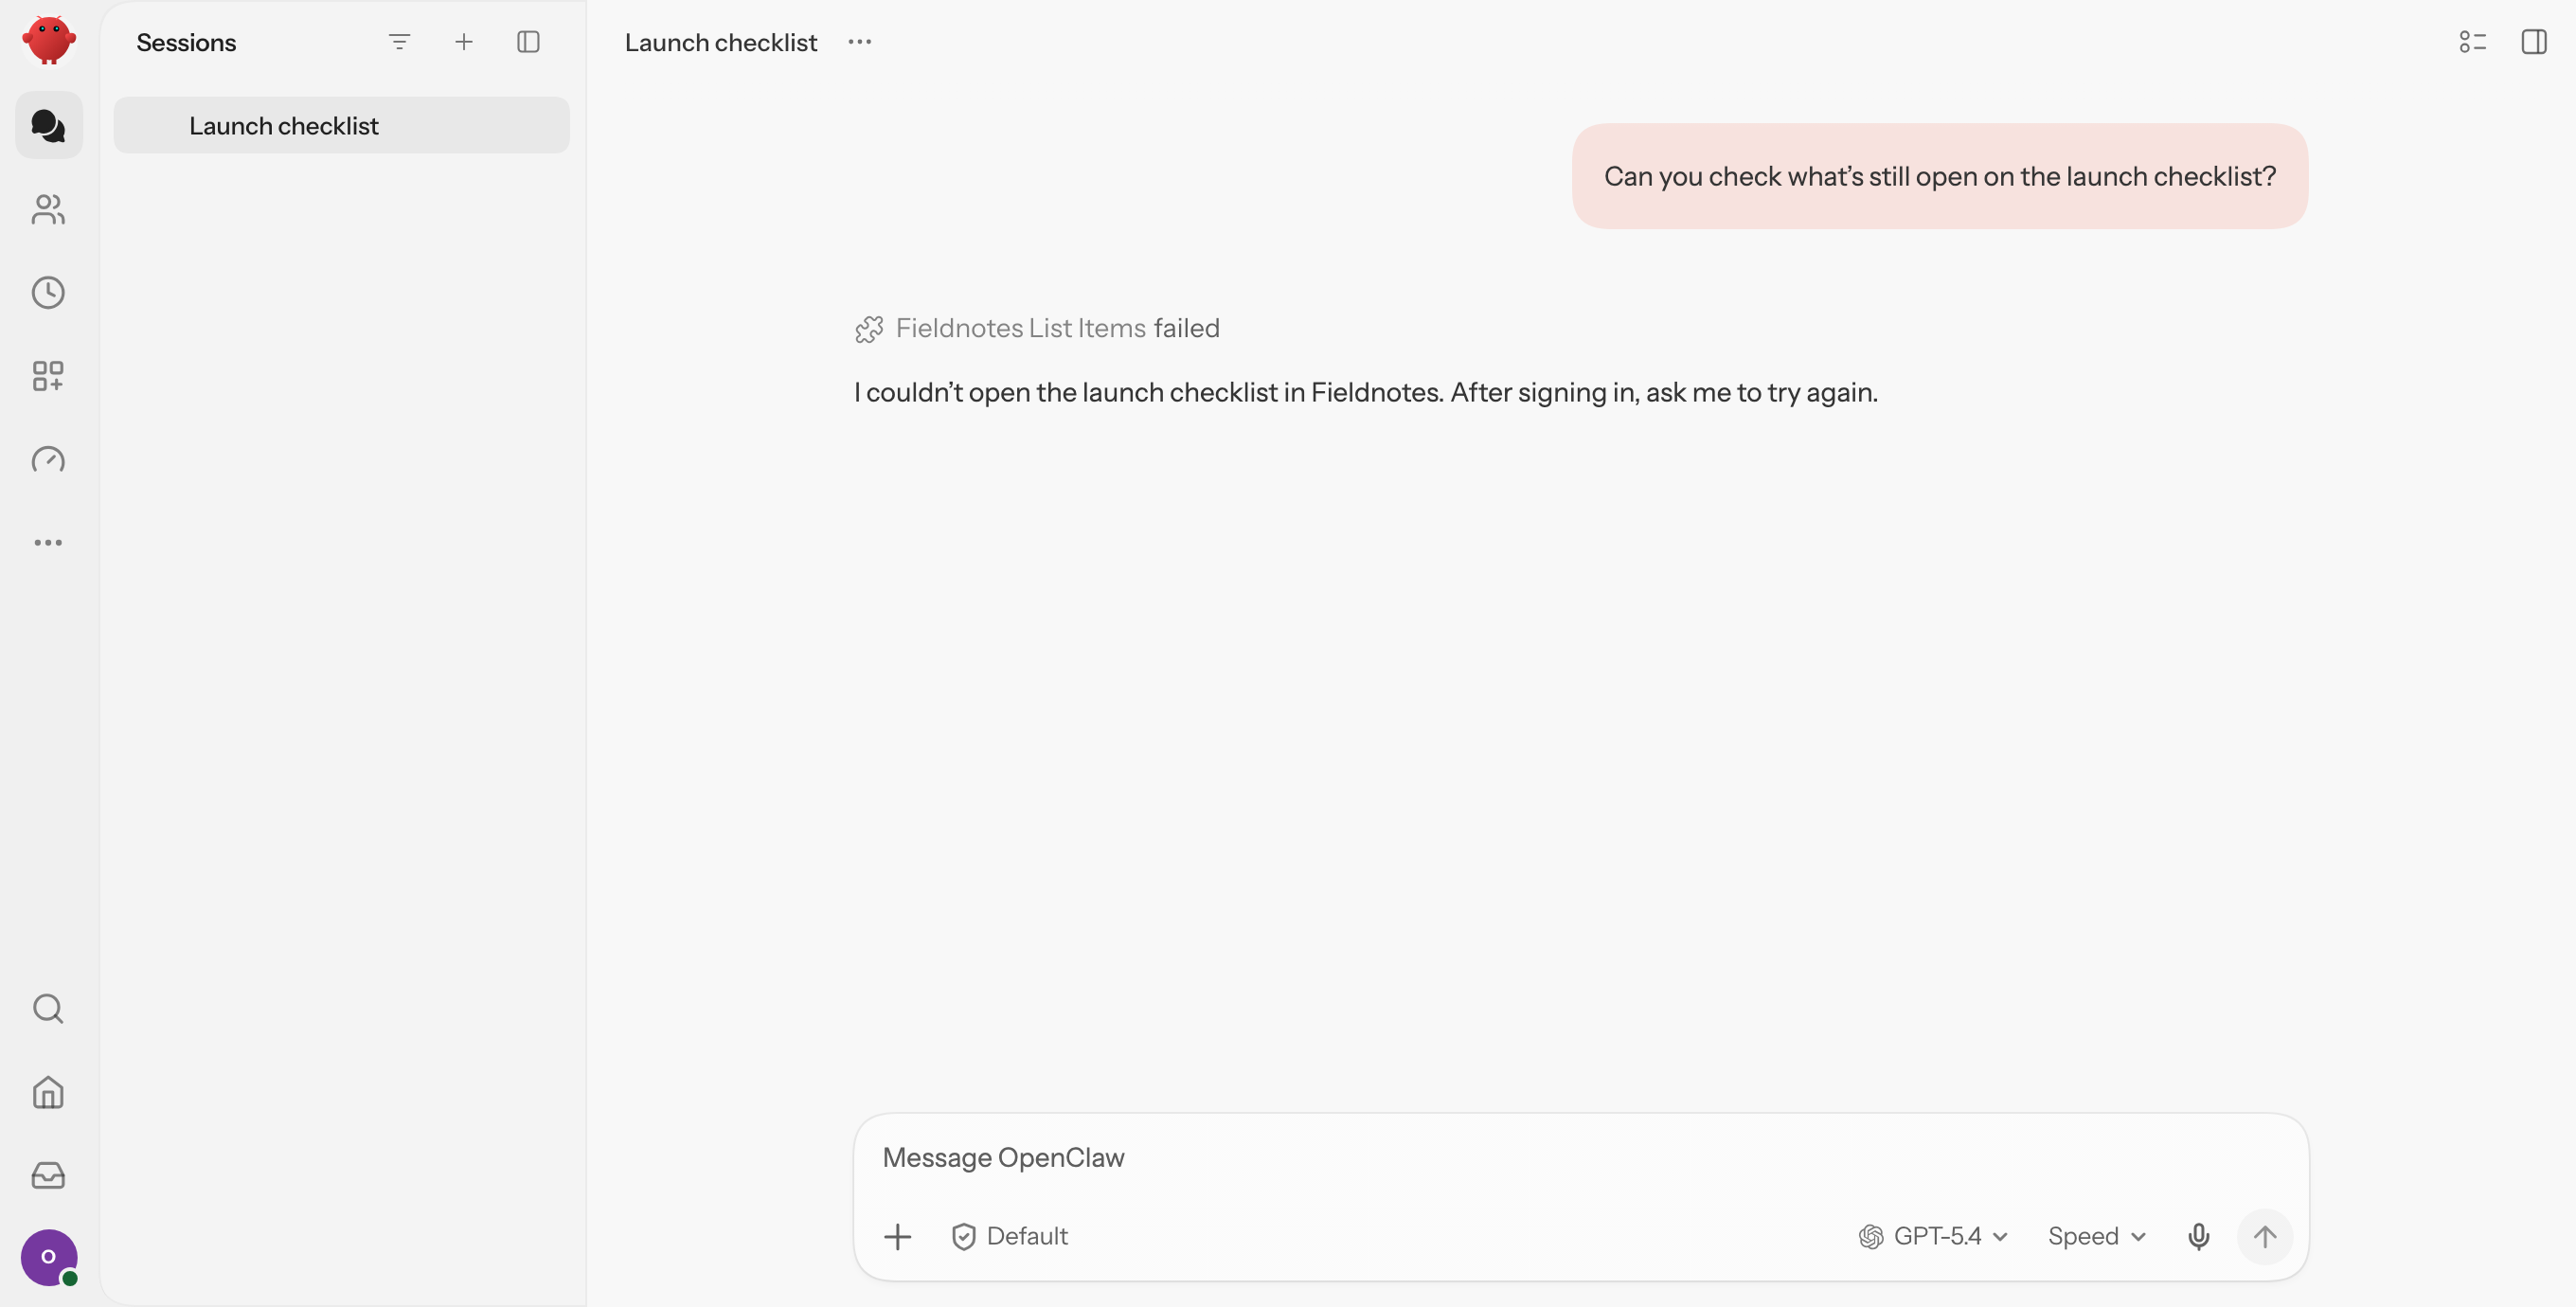 Sessions
Launch checklist
Launch checklist
Can you check what’s still open on the launch checklist?
Fieldnotes List Items failed
I couldn’t open the launch checklist in Fieldnotes. After signing in, ask me to try again.
Message OpenClaw
Default
GPT-5.4
Speed
O